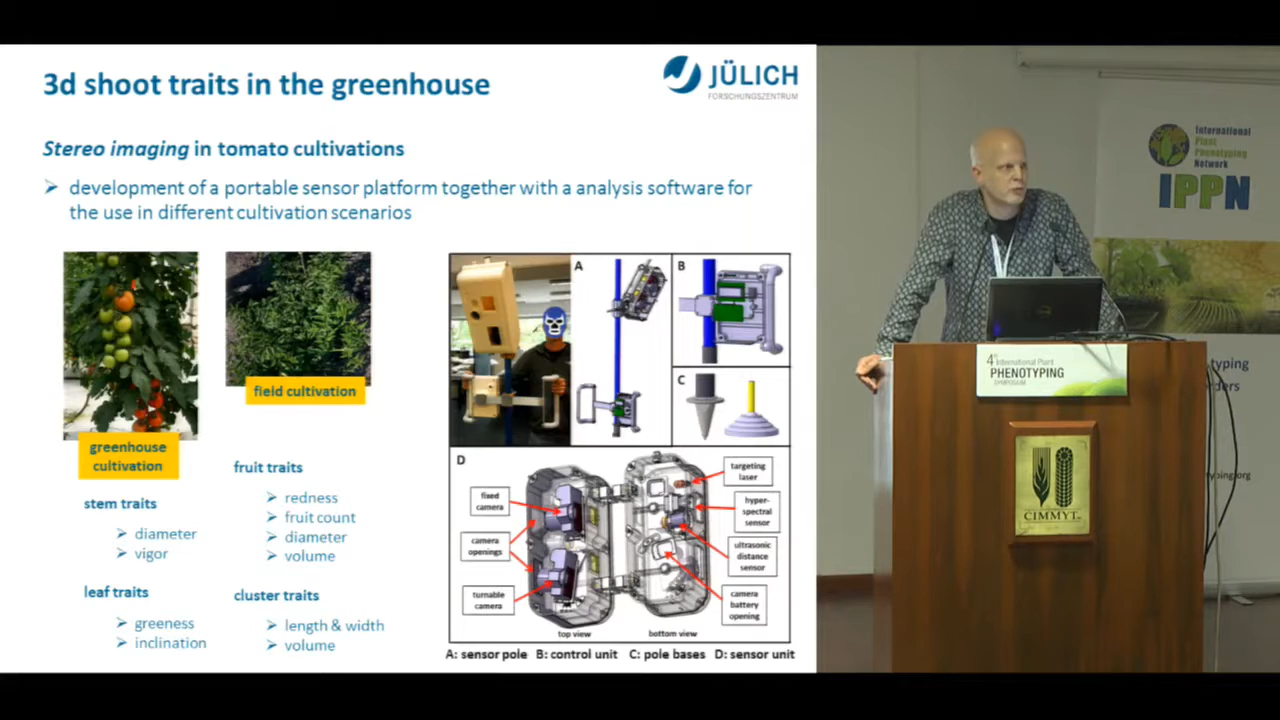 3d shoot traits in the greenhouse
JÜLICH
FORSCHUNGSZENTRUM
Stereo imaging in tomato cultivations
➢ development of a portable sensor platform together with a analysis software for
the use in different cultivation scenarios
greenhouse
cultivation
field cultivation
stem traits
➢ diameter
➢ vigor
leaf traits
➢ greeness
➢ inclination
fruit traits
➢ redness
➢ fruit count
➢ diameter
➢ volume
cluster traits
➢ length & width
➢ volume
A
B
C
D
fixed
camera
camera
openings
turnable
camera
targeting
laser
hyper-
spectral
sensor
ultrasonic
distance
sensor
camera
battery
opening
top view
bottom view
A: sensor pole B: control unit C: pole bases D: sensor unit
International
Plant
Phenotyping
Network
IPPN
4th International Plant
PHENOTYPING
SYMPOSIUM
CIMMYT